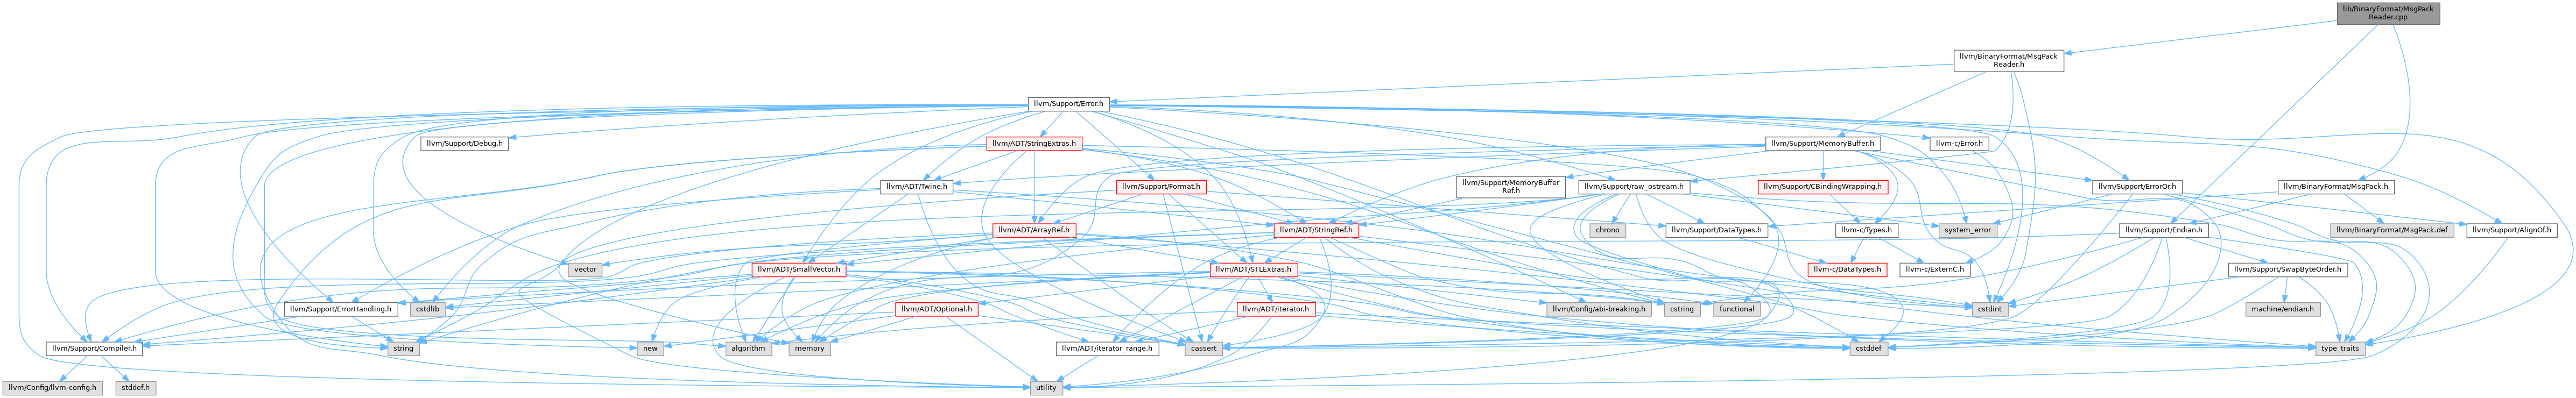 lib/BinaryFormat/MsgPack
Reader.cpp
llvm/BinaryFormat/MsgPack
Reader.h
llvm/Support/Error.h
llvm/Support/Debug.h
llvm/ADT/StringExtras.h
llvm/Support/MemoryBuffer.h
llvm-c/Error.h
llvm/ADT/Twine.h
llvm/Support/Format.h
llvm/Support/MemoryBuffer
Ref.h
llvm/Support/raw_ostream.h
llvm/Support/CBindingWrapping.h
llvm/Support/ErrorOr.h
llvm/BinaryFormat/MsgPack.h
llvm/ADT/ArrayRef.h
llvm/ADT/StringRef.h
chrono
llvm/Support/DataTypes.h
llvm-c/Types.h
system_error
llvm/Support/Endian.h
llvm/BinaryFormat/MsgPack.def
llvm/Support/AlignOf.h
vector
llvm/ADT/SmallVector.h
llvm/ADT/STLExtras.h
llvm-c/DataTypes.h
llvm-c/ExternC.h
llvm/Support/SwapByteOrder.h
llvm/Support/ErrorHandling.h
cstdlib
llvm/ADT/Optional.h
llvm/ADT/iterator.h
llvm/Config/abi-breaking.h
cstring
functional
cstdint
machine/endian.h
llvm/Support/Compiler.h
string
new
algorithm
memory
llvm/ADT/iterator_range.h
cassert
cstddef
type_traits
llvm/Config/llvm-config.h
stddef.h
utility